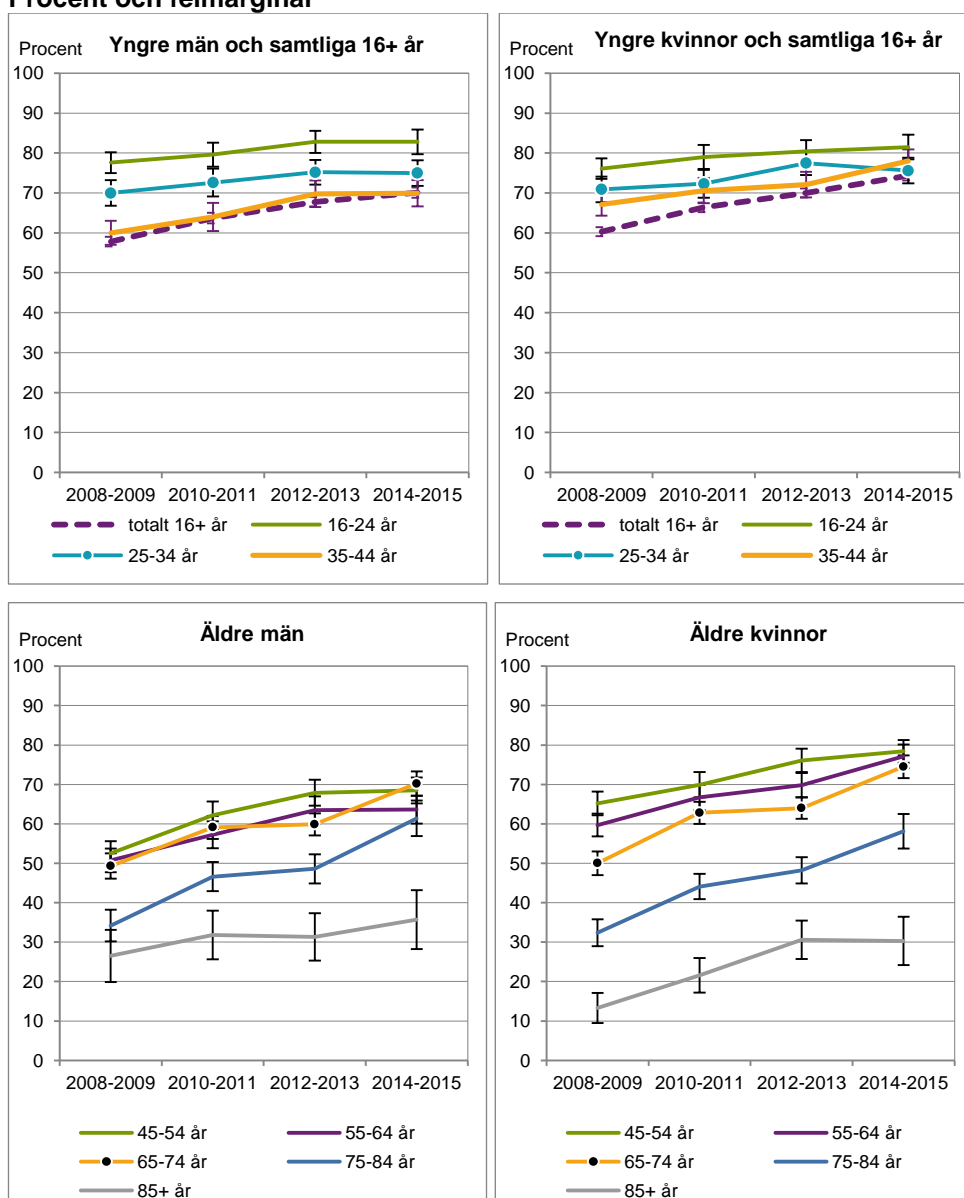 Procent och felmarginal
Yngre män och samtliga 16+ år
Procent
100
90
80
70
60
50
40
30
20
10
0
2008-2009 2010-2011 2012-2013 2014-2015
totalt 16+ år
16-24 år
25-34 år
35-44 år
Yngre kvinnor och samtliga 16+ år
Procent
100
90
80
70
60
50
40
30
20
10
0
2008-2009 2010-2011 2012-2013 2014-2015
totalt 16+ år
16-24 år
25-34 år
35-44 år
Äldre män
Procent
100
90
80
70
60
50
40
30
20
10
0
2008-2009 2010-2011 2012-2013 2014-2015
45-54 år
55-64 år
65-74 år
75-84 år
85+ år
Äldre kvinnor
Procent
100
90
80
70
60
50
40
30
20
10
0
2008-2009 2010-2011 2012-2013 2014-2015
45-54 år
55-64 år
65-74 år
75-84 år
85+ år